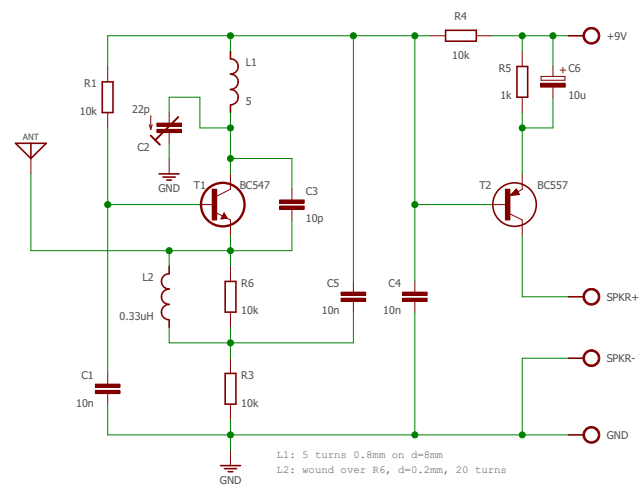 R4
10k
+9V
L1
5
R5
1k
C6
+
10u
R1
10k
22p
C2
GND
ANT
T1
BC547
C3
10p
T2
BC557
L2
0.33uH
R6
10k
C5
10n
C4
10n
SPKR+
SPKR-
C1
10n
R3
10k
GND
GND
L1: 5 turns 0.8mm on d=8mm
L2: wound over R6, d=0.2mm, 20 turns